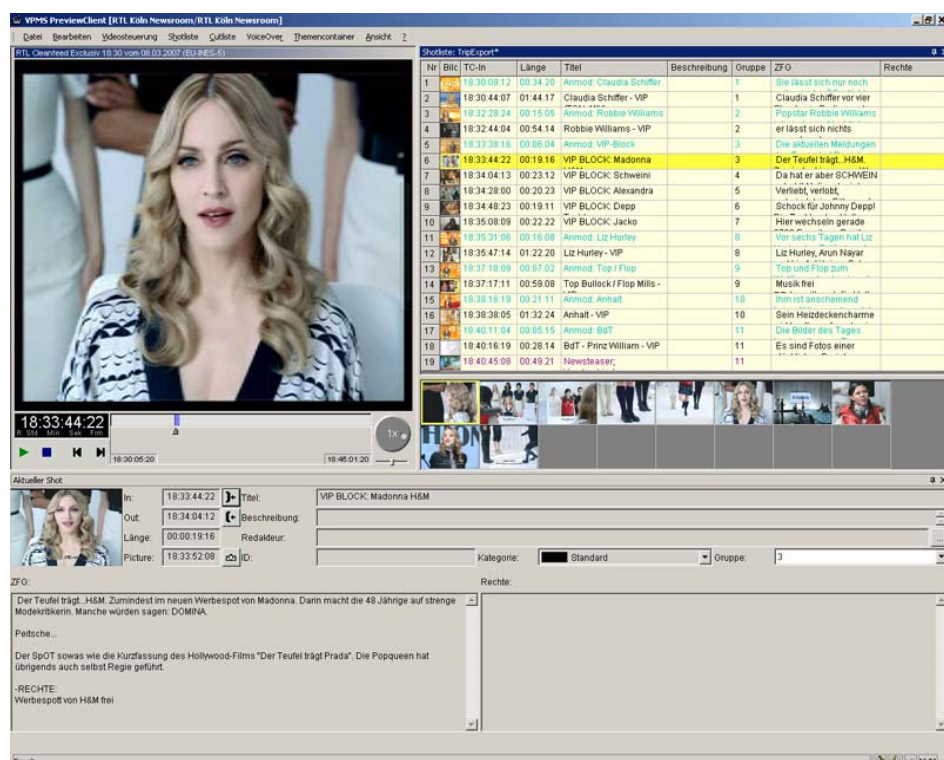 VPMS PreviewClient [RTL Köln Newsroom/RTL Köln Newsroom]
Datei Bearbeiten Videosteuerung Shotliste Cutliste VoiceOver Themencontainer Ansicht ?
RTL Cleanfeed Exclusiv 18:30 vom 08.03.2007 (EU-INES-5)
Shotliste: TripExport*
Nr Bilc TC-In Länge Titel Beschreibung Gruppe ZFG Rechte
1 18:30:09:12 00:34.20 Anmod: Claudia Schiffer 1 Sie lässt sich nur noch
2 18:30:44:07 01:44.17 Claudia Schiffer - VIP 1 Claudia Schiffer vor vier
3 18:32:28:24 00:15.05 Anmod: Robbie Williams 2 Popstar Robbie Williams
4 18:32:44:04 00:54.14 Robbie Williams - VIP 2 er lässt sich nichts
5 18:33:38:18 00:06.04 Anmod: VIP-Block 3 Die aktuellen Meldungen
6 18:33:44:22 00:19.16 VIP BLOCK: Madonna 3 Der Teufel trägt...H&M.
7 18:34:04:13 00:23.12 VIP BLOCK: Schweini 4 Da hat er aber SCHWEIN
8 18:34:28:00 00:20.23 VIP BLOCK: Alexandra 5 Verliebt, verlobt,
9 18:34:48:23 00:19.11 VIP BLOCK: Depp 6 Schock für Johnny Depp!
10 18:35:08:09 00:22.22 VIP BLOCK: Jacko 7 Hier wechseln gerade
11 18:35:31:06 00:16.08 Anmod: Liz Hurley 8 Vor sechs Tagen hat Liz
12 18:35:47:14 01:22.20 Liz Hurley - VIP 8 Liz Hurley, Arun Nayar
13 18:37:10:09 00:07.02 Anmod: Top / Flop 9 Top und Flop zum
14 18:37:17:11 00:59.08 Top Bullock / Flop Mills - 9 Musik frei
15 18:38:16:19 00:21.11 Anmod: Anhalt 10 Ihm ist anscheinend
16 18:38:38:05 01:32.24 Anhalt - VIP 10 Sein Heizdeckencharme
17 18:40:11:04 00:05.15 Anmod: BdT 11 Die Bilder des Tages
18 18:40:16:19 00:28.14 BdT - Prinz William - VIP 11 Es sind Fotos einer
19 18:40:45:08 00:49.21 Newsteaser; 11
18:33:44:22
R Std Min Sek Frm
1x
18:30:05:20 18:45:01:20
Aktueller Shot
In: 18:33:44:22 Titel: VIP BLOCK: Madonna H&M
Out: 18:34:04:12 Beschreibung:
Länge: 00:00:19:16 Redakteur:
Picture: 18:33:52:08 ID: Kategorie: Standard Gruppe: 3
ZFG: Rechte:
Der Teufel trägt...H&M. Zumindest im neuen Werbespot von Madonna. Darin macht die 48 Jährige auf strenge
Modekritikerin. Manche würden sagen: DOMINA.
Peitsche...
Der SpOT sowas wie die Kurzfassung des Hollywood-Films "Der Teufel trägt Prada". Die Popqueen hat
übrigends auch selbst Regie geführt.
-RECHTE:
Werbespott von H&M frei